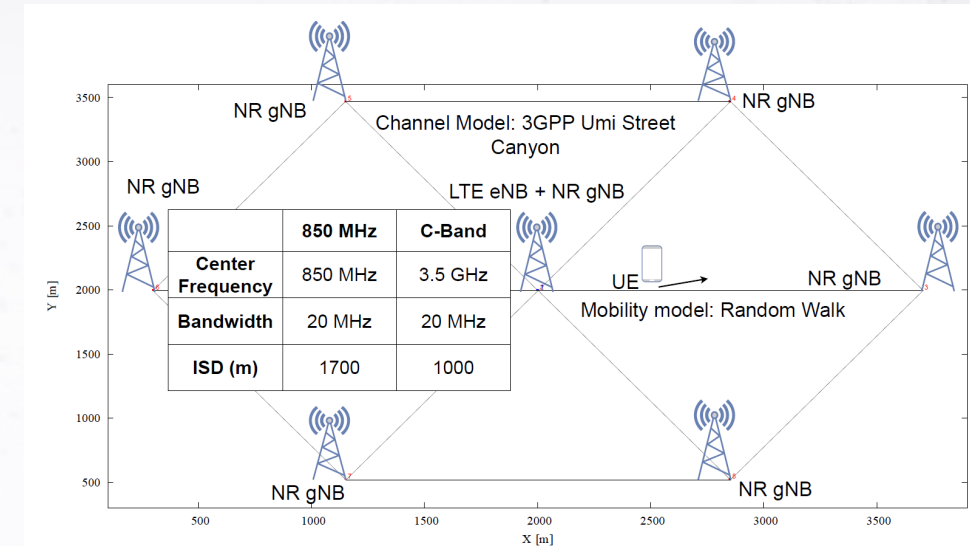 3500
3000
2500
2000
1500
1000
500
Y [m]
500
1000
1500
2000
2500
3000
3500
X [m]
NR gNB
5
4
NR gNB
Channel Model: 3GPP Umi Street
Canyon
NR gNB
LTE eNB + NR gNB
850 MHz C-Band
Center
Frequency
850 MHz 3.5 GHz
Bandwidth 20 MHz 20 MHz
ISD (m) 1700 1000
UE
NR gNB
3
Mobility model: Random Walk
NR gNB
NR gNB